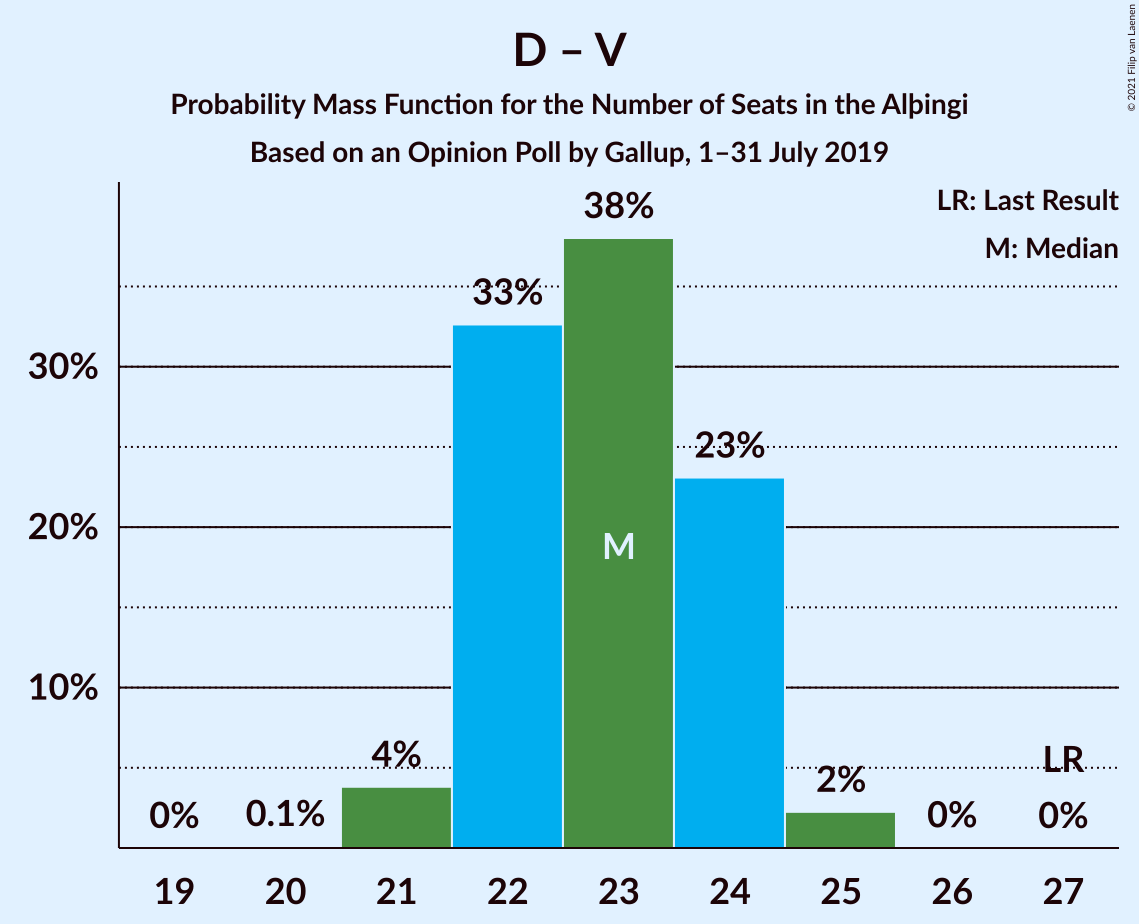 D – V
Probability Mass Function for the Number of Seats in the Alþingi
Based on an Opinion Poll by Gallup, 1–31 July 2019
© 2021 Filip van Laenen
LR: Last Result
M: Median
38%
33%
30%
23%
20%
M
10%
4%
2%
LR
0%
0.1%
0%
0%
19 20 21 22 23 24 25 26 27